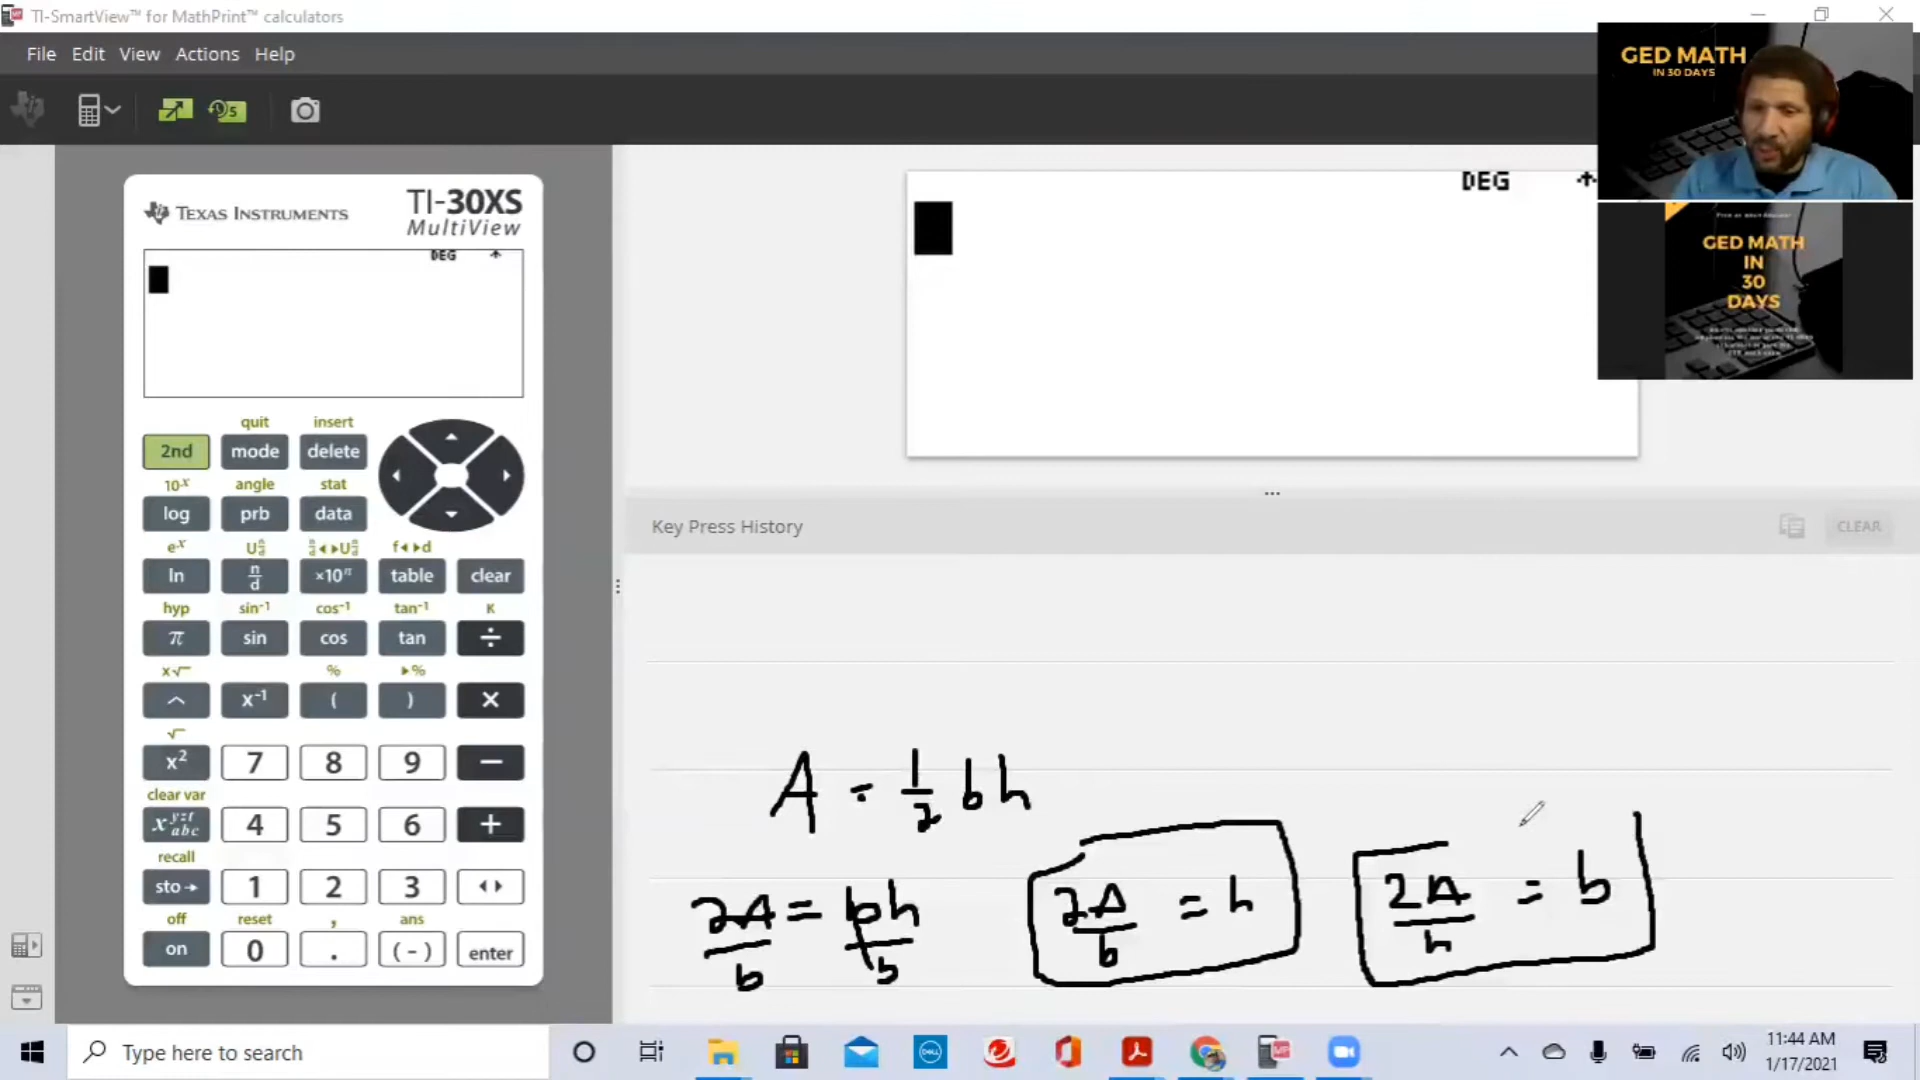 TI-SmartView™ for MathPrint™ calculators
File Edit View Actions Help
GED MATH
IN 30 DAYS
GED MATH
IN
30
DAYS
TEXAS INSTRUMENTS
TI-30XS
MultiView
DEG
DEG
quit insert
2nd mode delete
10ˣ angle stat
log prb data
eˣ U n/d n/d◄►U n/d f◄►d
ln n/d ×10ⁿ table clear
hyp sin⁻¹ cos⁻¹ tan⁻¹ K
π sin cos tan ÷
x√ % ►%
^ x⁻¹ ( ) ×
√
x² 7 8 9 −
clear var
x yzt abc 4 5 6 +
recall
sto→ 1 2 3 ◄►
off reset , ans
on 0 . (-) enter
Key Press History
CLEAR
A = 1/2 bh
2A/b = bh/b
2A/b = h
2A/h = b
Type here to search
DELL
11:44 AM
1/17/2021